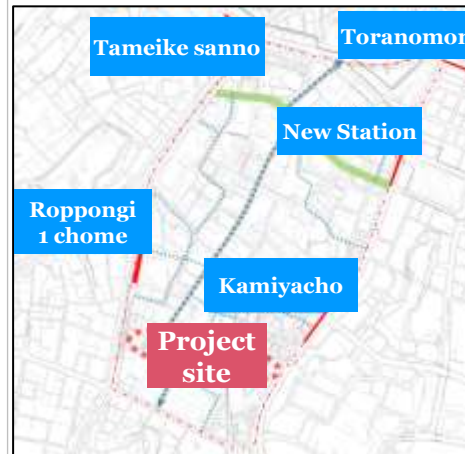 Tameike sanno
Toranomon
New Station
Roppongi
1 chome
Kamiyacho
Project
site